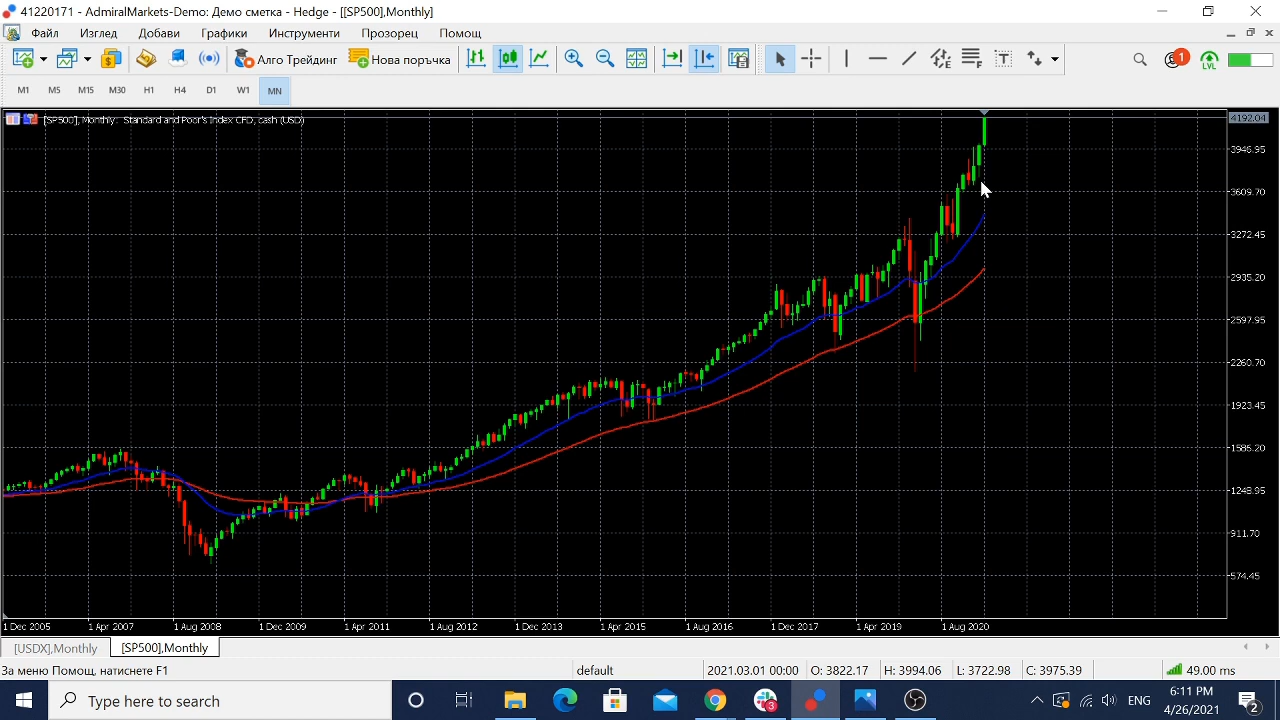 41220171 - AdmiralMarkets-Demo: Демо сметка - Hedge - [[SP500],Monthly]
Файл Изглед Добави Графики Инструменти Прозорец Помощ
Авто Трейдинг Нова поръчка 1 LVL
M1 M5 M15 M30 H1 H4 D1 W1 MN
[SP500], Monthly: Standard and Poor's Index CFD, cash (USD)
4192.04
3946.95
3609.70
3272.45
2935.20
2597.95
2260.70
1923.45
1586.20
1248.95
911.70
574.45
1 Dec 2005 1 Apr 2007 1 Aug 2008 1 Dec 2009 1 Apr 2011 1 Aug 2012 1 Dec 2013 1 Apr 2015 1 Aug 2016 1 Dec 2017 1 Apr 2019 1 Aug 2020
[USDX],Monthly [SP500],Monthly
За меню Помощ, натиснете F1 default 2021.03.01 00:00 O: 3822.17 H: 3994.06 L: 3722.98 C: 3975.39 49.00 ms
Type here to search 3 ENG 6:11 PM
4/26/2021 2